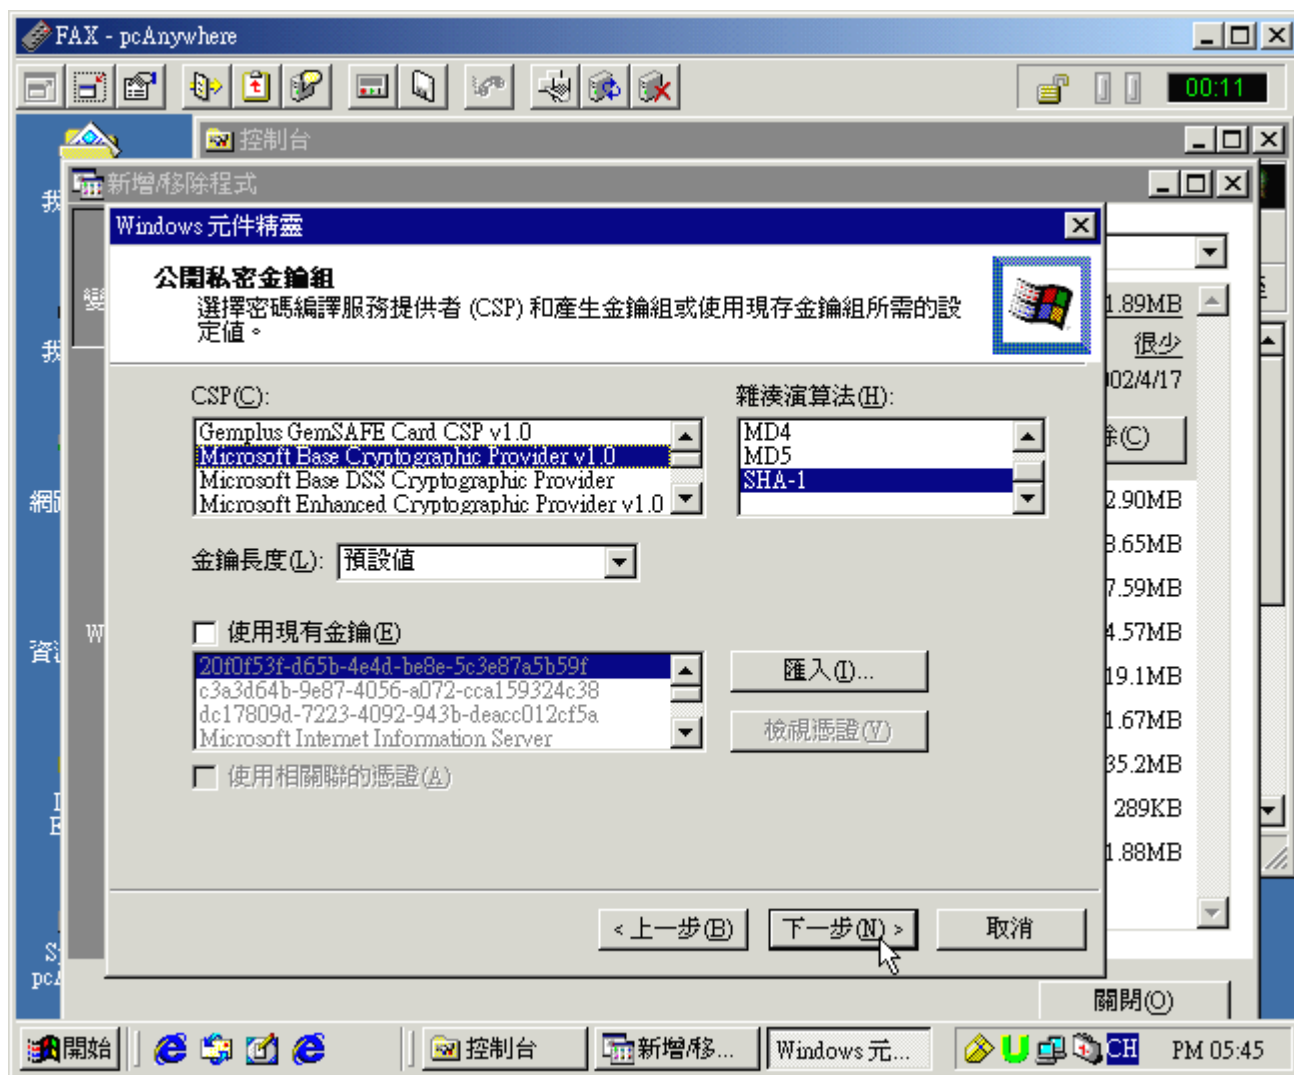 FAX - pcAnywhere
00:11
控制台
新增/移除程式
我
Windows 元件精靈
公開私密金鑰組
選擇密碼編譯服務提供者 (CSP) 和產生金鑰組或使用現存金鑰組所需的設
定值。
變
1.89MB
我
很少
002/4/17
CSP(C):
雜湊演算法(H):
Gemplus GemSAFE Card CSP v1.0
Microsoft Base Cryptographic Provider v1.0
Microsoft Base DSS Cryptographic Provider
Microsoft Enhanced Cryptographic Provider v1.0
MD4
MD5
SHA-1
除(C)
網
2.90MB
金鑰長度(L):
預設值
3.65MB
7.59MB
使用現有金鑰(E)
W
4.57MB
資
20f0f53f-d65b-4e4d-be8e-5c3e87a5b59f
c3a3d64b-9e87-4056-a072-cca159324c38
dc17809d-7223-4092-943b-deacc012cf5a
Microsoft Internet Information Server
匯入(I)...
檢視憑證(V)
19.1MB
1.67MB
使用相關聯的憑證(A)
35.2MB
I
E
289KB
1.88MB
< 上一步(B)
下一步(N) >
取消
Sy
pcA
關閉(O)
開始
控制台
新增/移...
Windows 元...
CH
PM 05:45